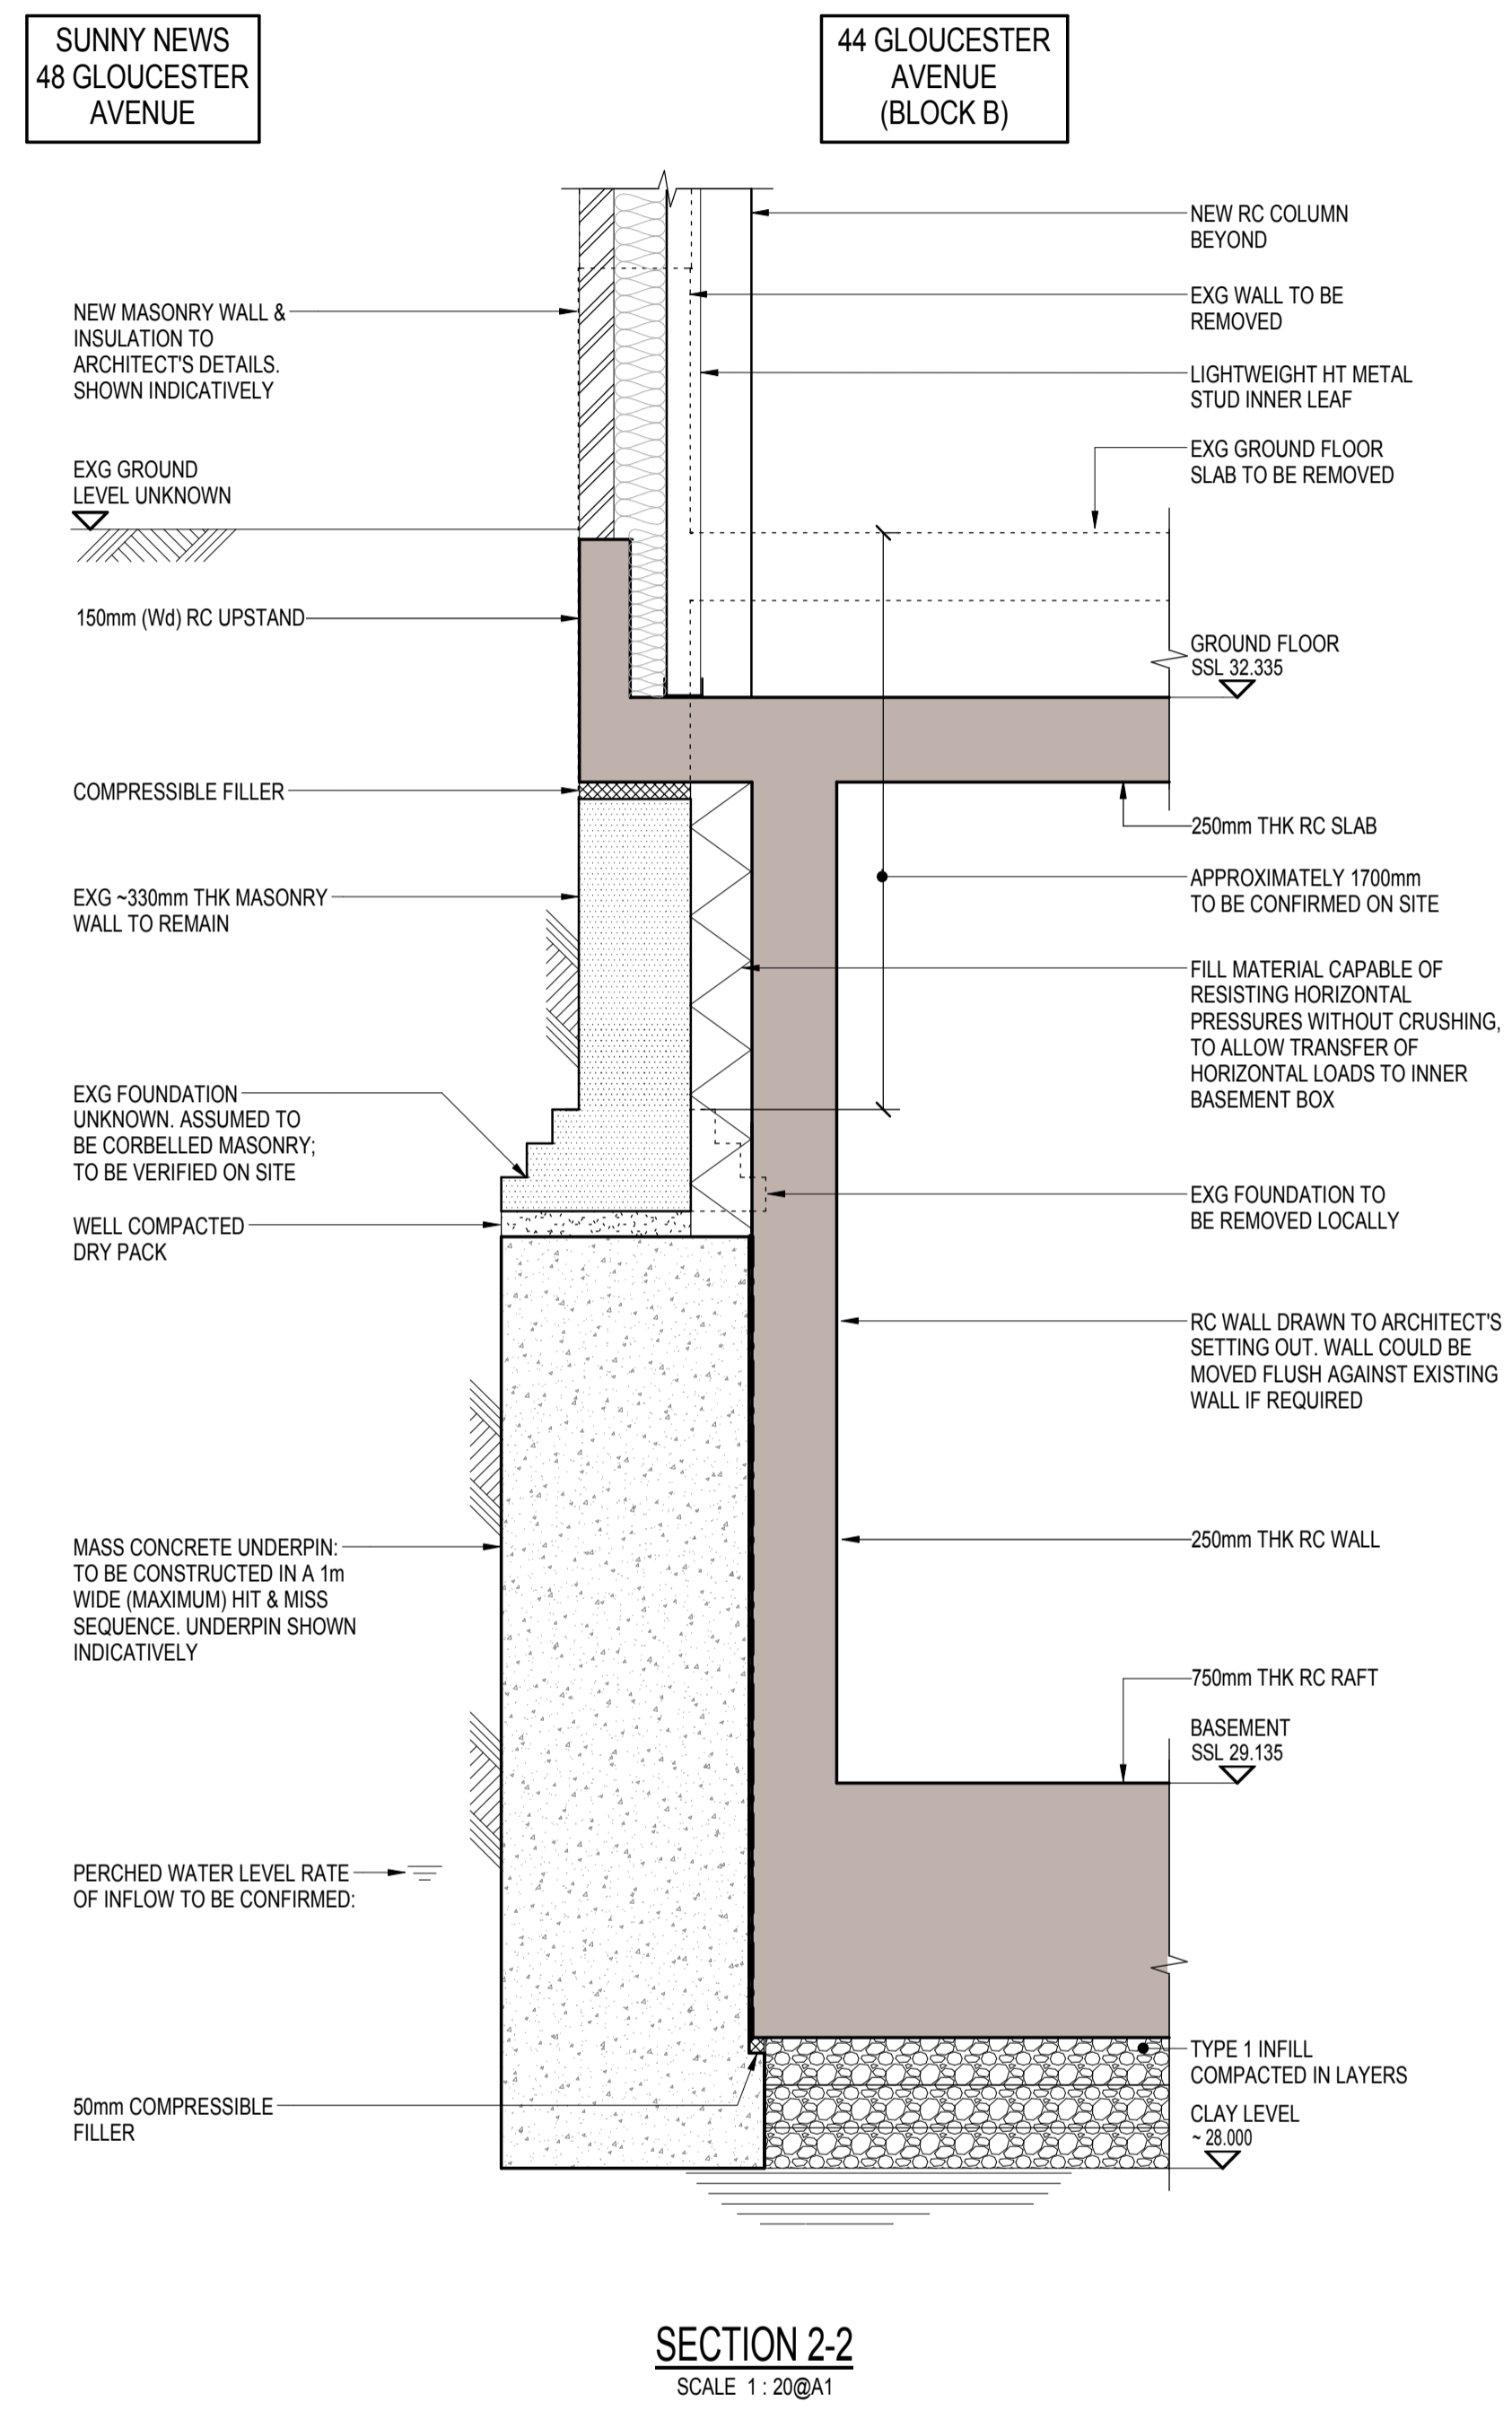 SUNNY NEWS
48 GLOUCESTER
AVENUE
44 GLOUCESTER
AVENUE
(BLOCK B)
NEW MASONRY WALL &
INSULATION TO
ARCHITECT'S DETAILS.
SHOWN INDICATIVELY
EXG GROUND
LEVEL UNKNOWN
150mm (Wd) RC UPSTAND
COMPRESSIBLE FILLER
EXG ~330mm THK MASONRY
WALL TO REMAIN
EXG FOUNDATION
UNKNOWN. ASSUMED TO
BE CORBELLED MASONRY;
TO BE VERIFIED ON SITE
WELL COMPACTED
DRY PACK
MASS CONCRETE UNDERPIN:
TO BE CONSTRUCTED IN A 1m
WIDE (MAXIMUM) HIT & MISS
SEQUENCE. UNDERPIN SHOWN
INDICATIVELY
PERCHED WATER LEVEL RATE
OF INFLOW TO BE CONFIRMED:
50mm COMPRESSIBLE
FILLER
NEW RC COLUMN
BEYOND
EXG WALL TO BE
REMOVED
LIGHTWEIGHT HT METAL
STUD INNER LEAF
EXG GROUND FLOOR
SLAB TO BE REMOVED
GROUND FLOOR
SSL 32.335
250mm THK RC SLAB
APPROXIMATELY 1700mm
TO BE CONFIRMED ON SITE
FILL MATERIAL CAPABLE OF
RESISTING HORIZONTAL
PRESSURES WITHOUT CRUSHING,
TO ALLOW TRANSFER OF
HORIZONTAL LOADS TO INNER
BASEMENT BOX
EXG FOUNDATION TO
BE REMOVED LOCALLY
RC WALL DRAWN TO ARCHITECT'S
SETTING OUT. WALL COULD BE
MOVED FLUSH AGAINST EXISTING
WALL IF REQUIRED
250mm THK RC WALL
750mm THK RC RAFT
BASEMENT
SSL 29.135
TYPE 1 INFILL
COMPACTED IN LAYERS
CLAY LEVEL
~ 28.000
SECTION 2-2
SCALE 1 : 20@A1